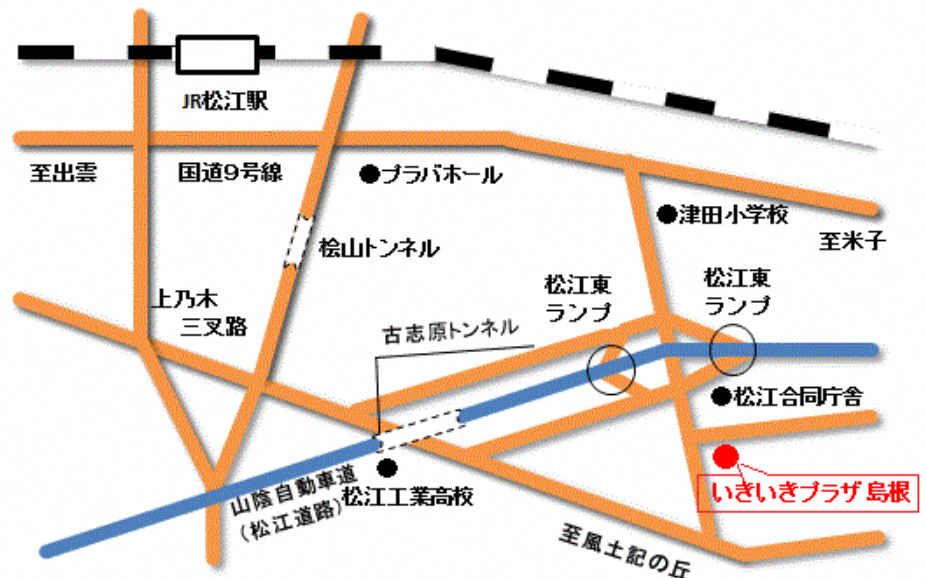 JR松江駅
至出雲
国道9号線
●プラバホール
●津田小学校
至米子
桧山トンネル
松江東
ランプ
松江東
ランプ
上乃木
三叉路
古志原トンネル
●松江合同庁舎
山陰自動車道
(松江道路)
松江工業高校
いきいきプラザ 島根
至風土記の丘